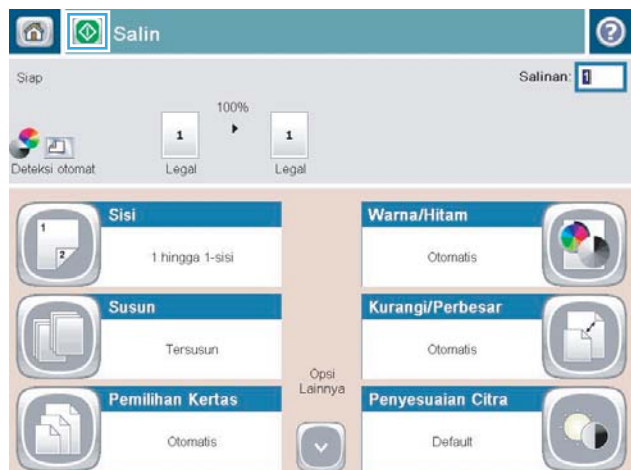 Salin
Siap
Salinan: 1
100%
1
1
Deteksi otomat
Legal
Legal
Sisi
1 hingga 1-sisi
Warna/Hitam
Otomatis
Susun
Tersusun
Kurangi/Perbesar
Otomatis
Opsi
Lainnya
Pemilihan Kertas
Otomatis
Penyesuaian Citra
Default